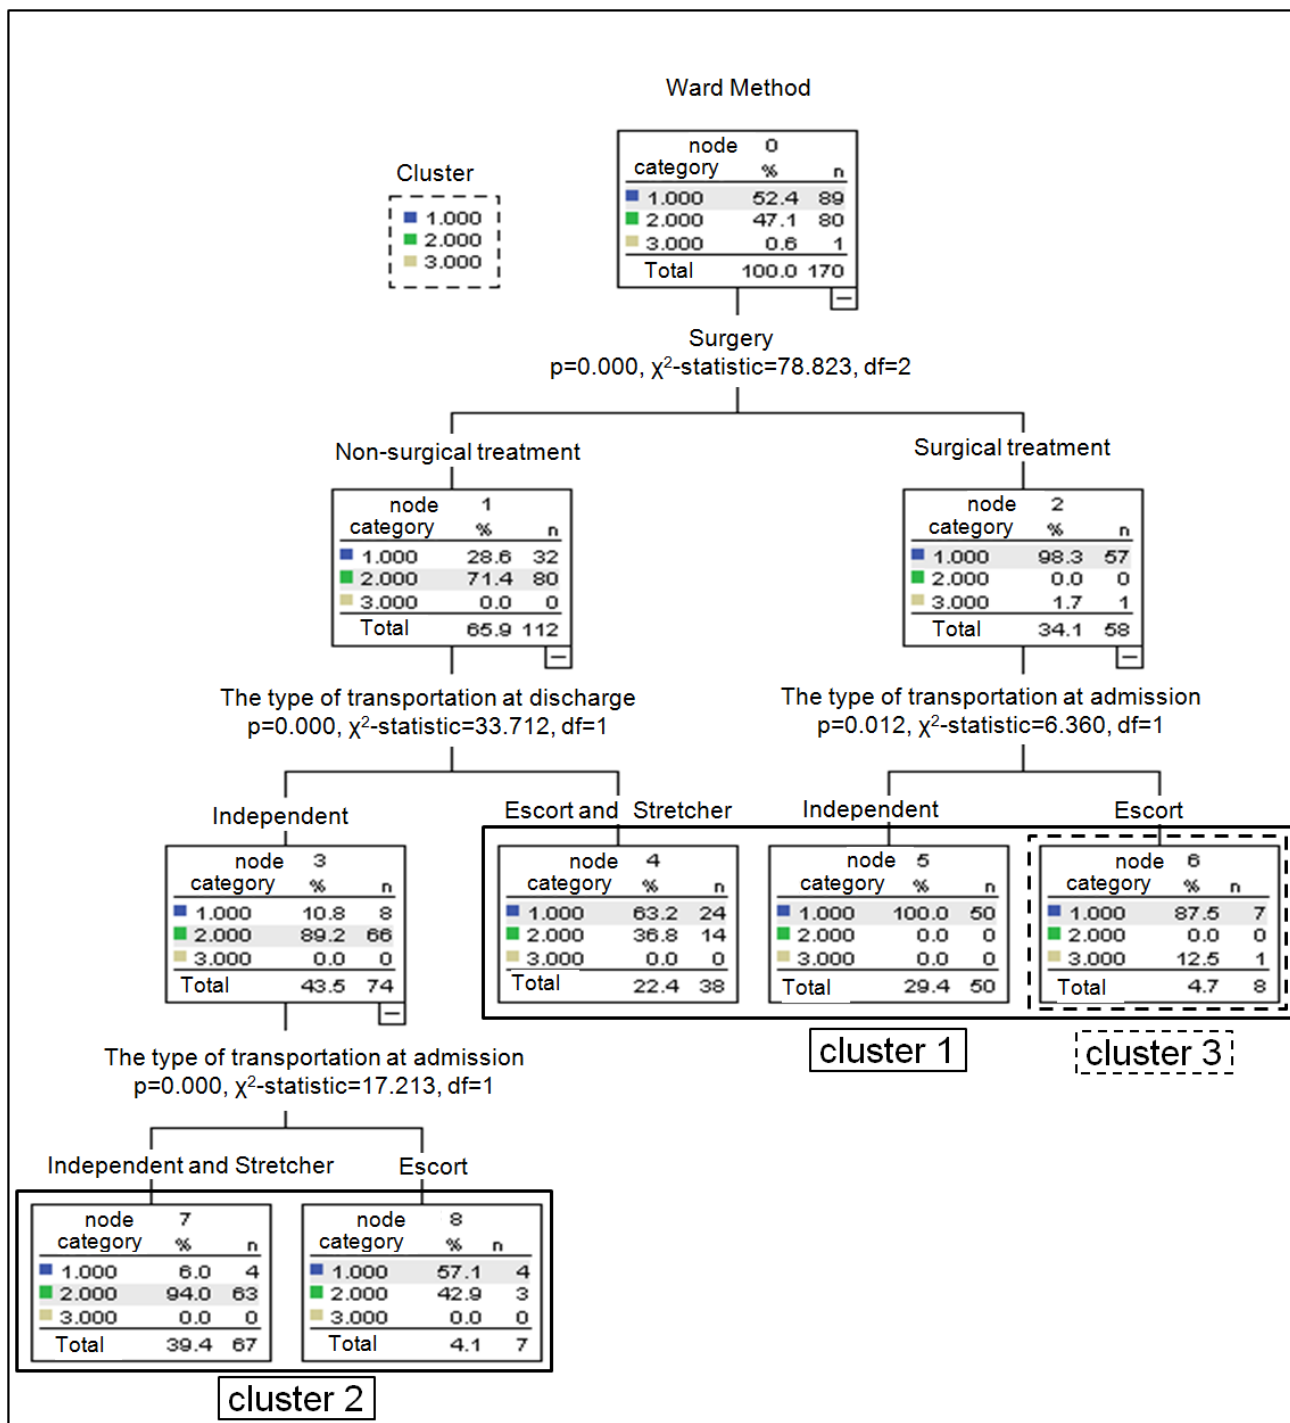 Ward Method
node 0
category % n
1.000 52.4 89
2.000 47.1 80
3.000 0.6 1
Total 100.0 170
Cluster
1.000
2.000
3.000
Surgery
p=0.000, χ²-statistic=78.823, df=2
Non-surgical treatment
node 1
category % n
1.000 28.6 32
2.000 71.4 80
3.000 0.0 0
Total 65.9 112
Surgical treatment
node 2
category % n
1.000 98.3 57
2.000 0.0 0
3.000 1.7 1
Total 34.1 58
The type of transportation at discharge
p=0.000, χ²-statistic=33.712, df=1
The type of transportation at admission
p=0.012, χ²-statistic=6.360, df=1
Independent
node 3
category % n
1.000 10.8 8
2.000 89.2 66
3.000 0.0 0
Total 43.5 74
Escort and Stretcher
node 4
category % n
1.000 63.2 24
2.000 36.8 14
3.000 0.0 0
Total 22.4 38
Independent
node 5
category % n
1.000 100.0 50
2.000 0.0 0
3.000 0.0 0
Total 29.4 50
Escort
node 6
category % n
1.000 87.5 7
2.000 0.0 0
3.000 12.5 1
Total 4.7 8
cluster 1
cluster 3
The type of transportation at admission
p=0.000, χ²-statistic=17.213, df=1
Independent and Stretcher
node 7
category % n
1.000 6.0 4
2.000 94.0 63
3.000 0.0 0
Total 39.4 67
Escort
node 8
category % n
1.000 57.1 4
2.000 42.9 3
3.000 0.0 0
Total 4.1 7
cluster 2